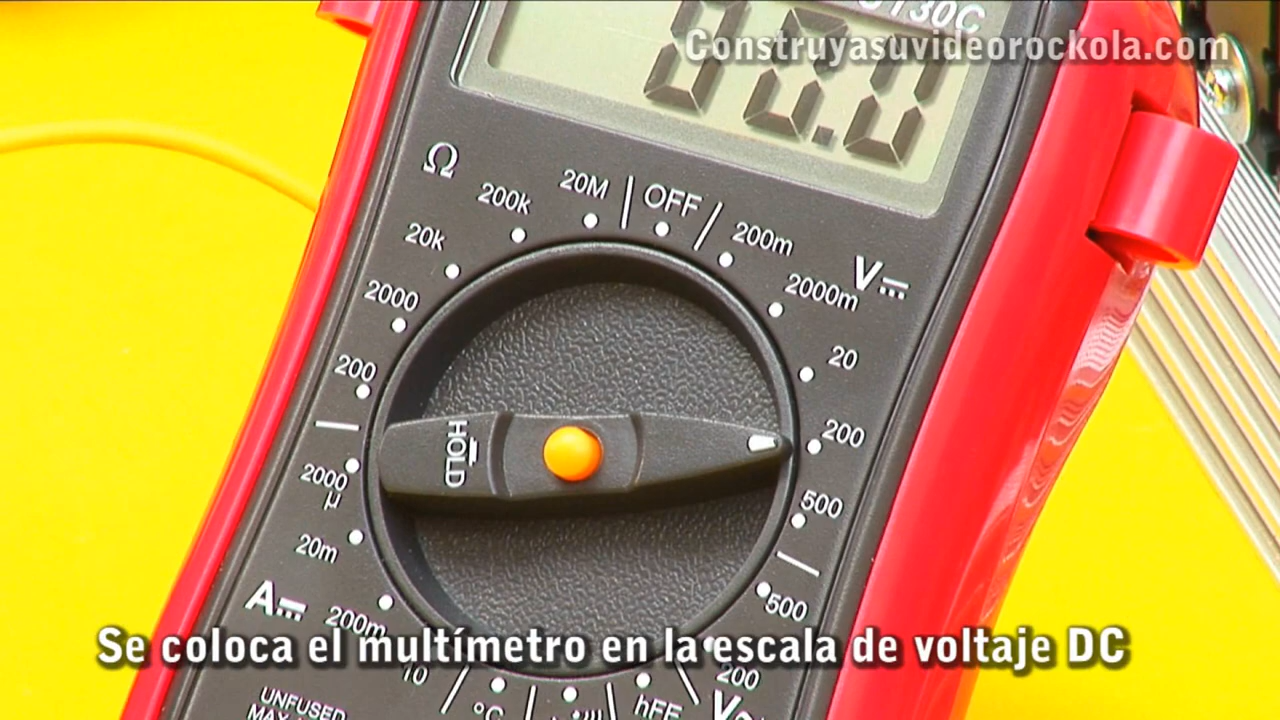 130C
Construyasuvideorockola.com
Ω
20M
OFF
200k
200m
20k
V
2000m
2000
20
200
200
HOLD
2000
µ
500
20m
500
A
200m
Se coloca el multímetro en la escala de voltaje DC
10
200
°C
hFE
V~
UNFUSED